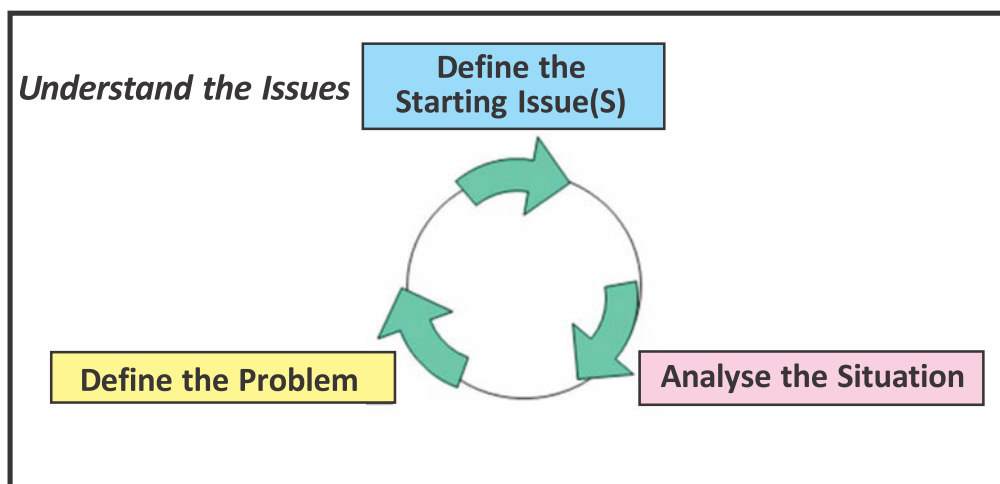 Understand the Issues
Define the
Starting Issue(S)
Define the Problem
Analyse the Situation